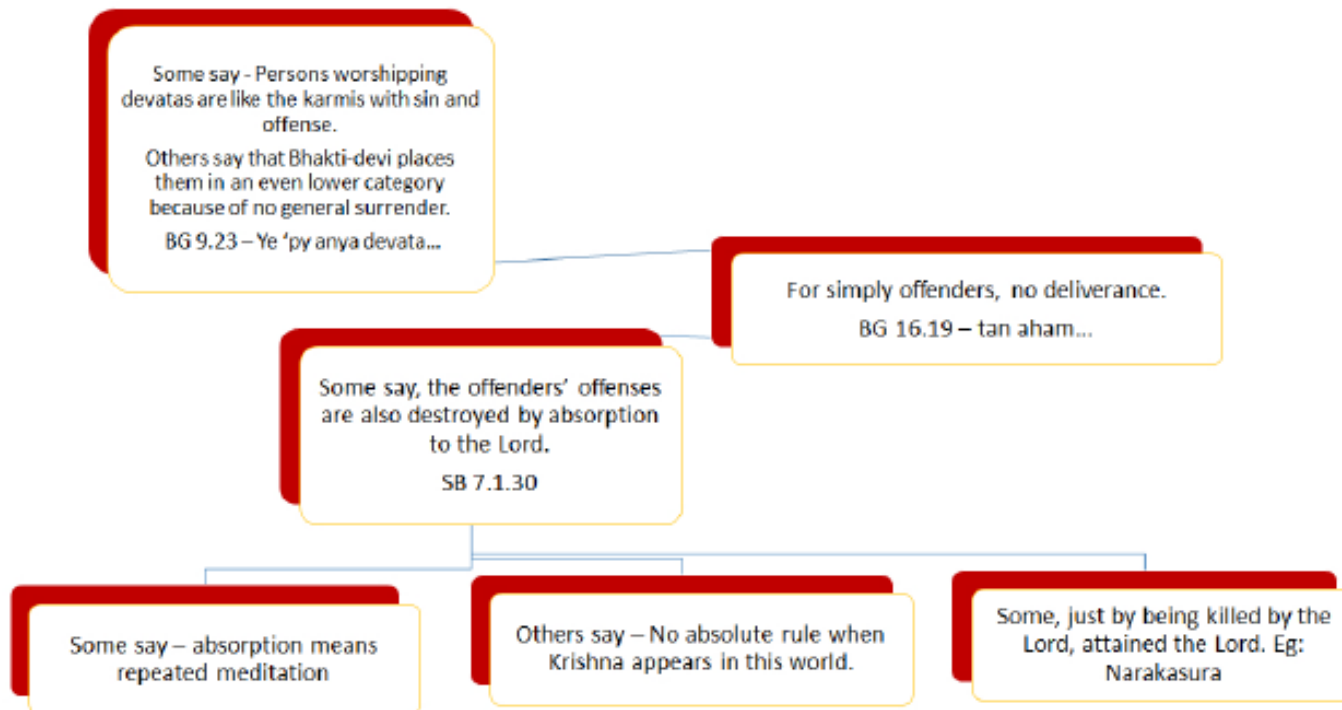 Some say - Persons worshipping
devatas are like the karmis with sin and
offense.
Others say that Bhakti-devi places
them in an even lower category
because of no general surrender.
BG 9.23 – Ye ‘py anya devata...
For simply offenders, no deliverance.
BG 16.19 – tan aham...
Some say, the offenders’ offenses
are also destroyed by absorption
to the Lord.
SB 7.1.30
Some say – absorption means
repeated meditation
Others say – No absolute rule when
Krishna appears in this world.
Some, just by being killed by the
Lord, attained the Lord. Eg:
Narakasura